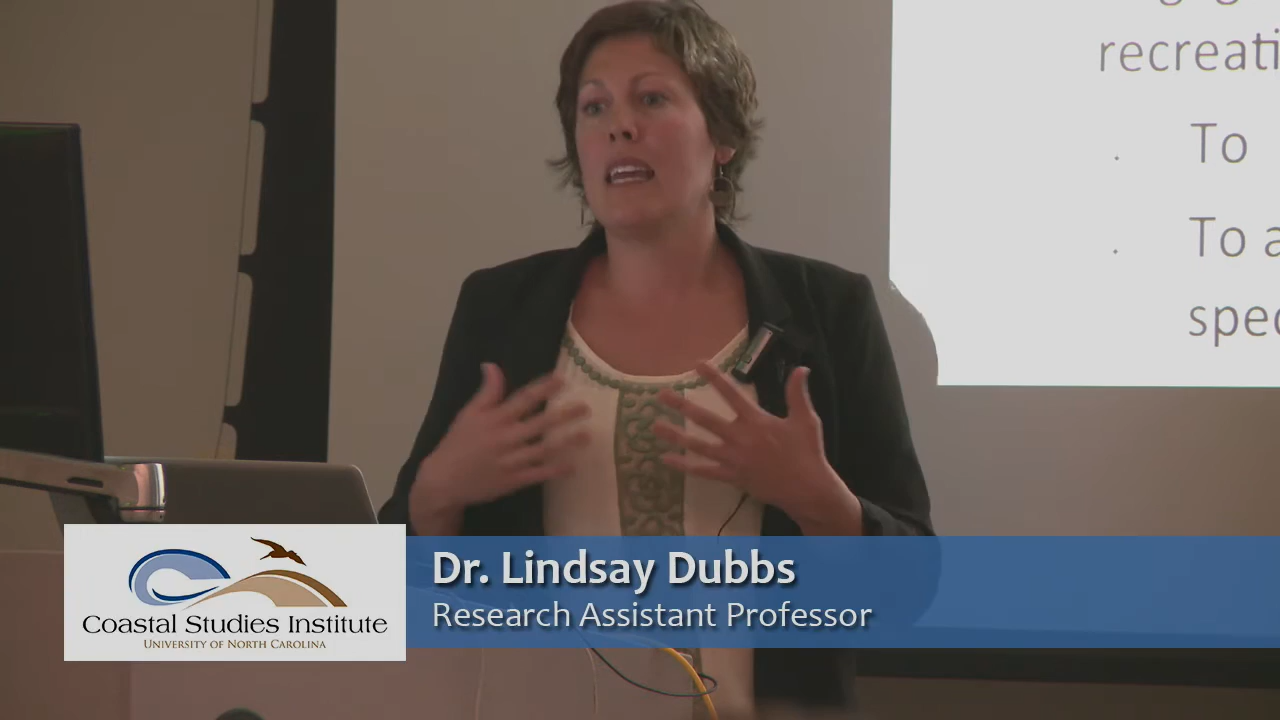 recreati
To
To a
spec
Dr. Lindsay Dubbs
Research Assistant Professor
Coastal Studies Institute
UNIVERSITY OF NORTH CAROLINA